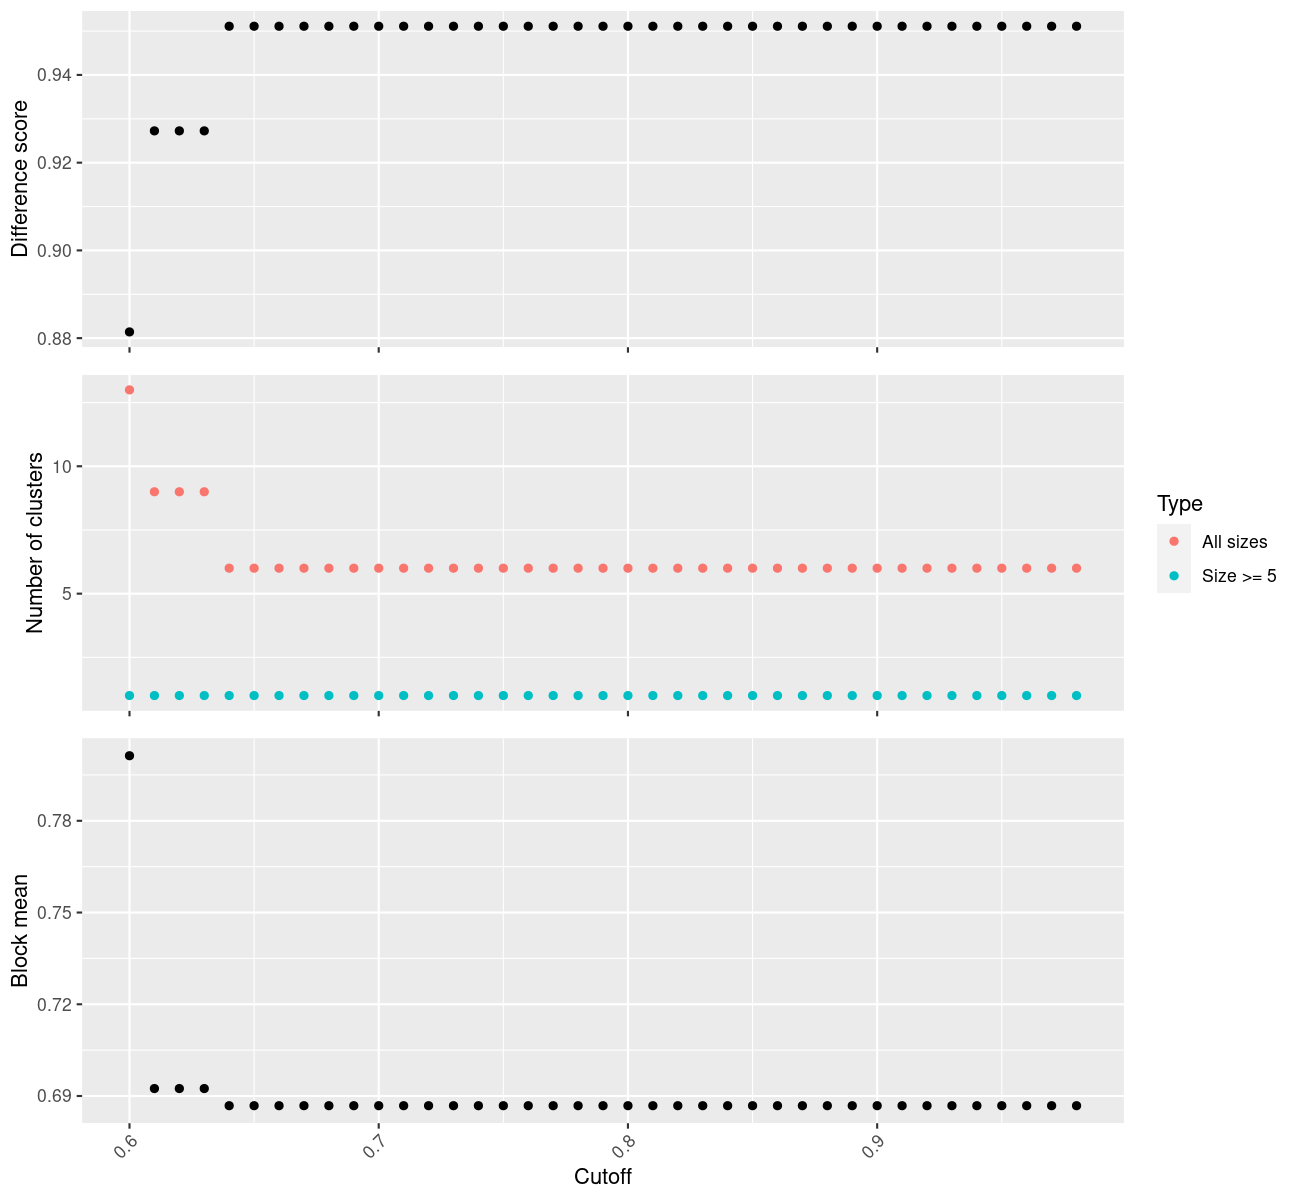 Difference score
0.94
0.92
0.90
0.88
Number of clusters
10
5
Type
All sizes
Size >= 5
Block mean
0.78
0.75
0.72
0.69
0.6
0.7
0.8
0.9
Cutoff